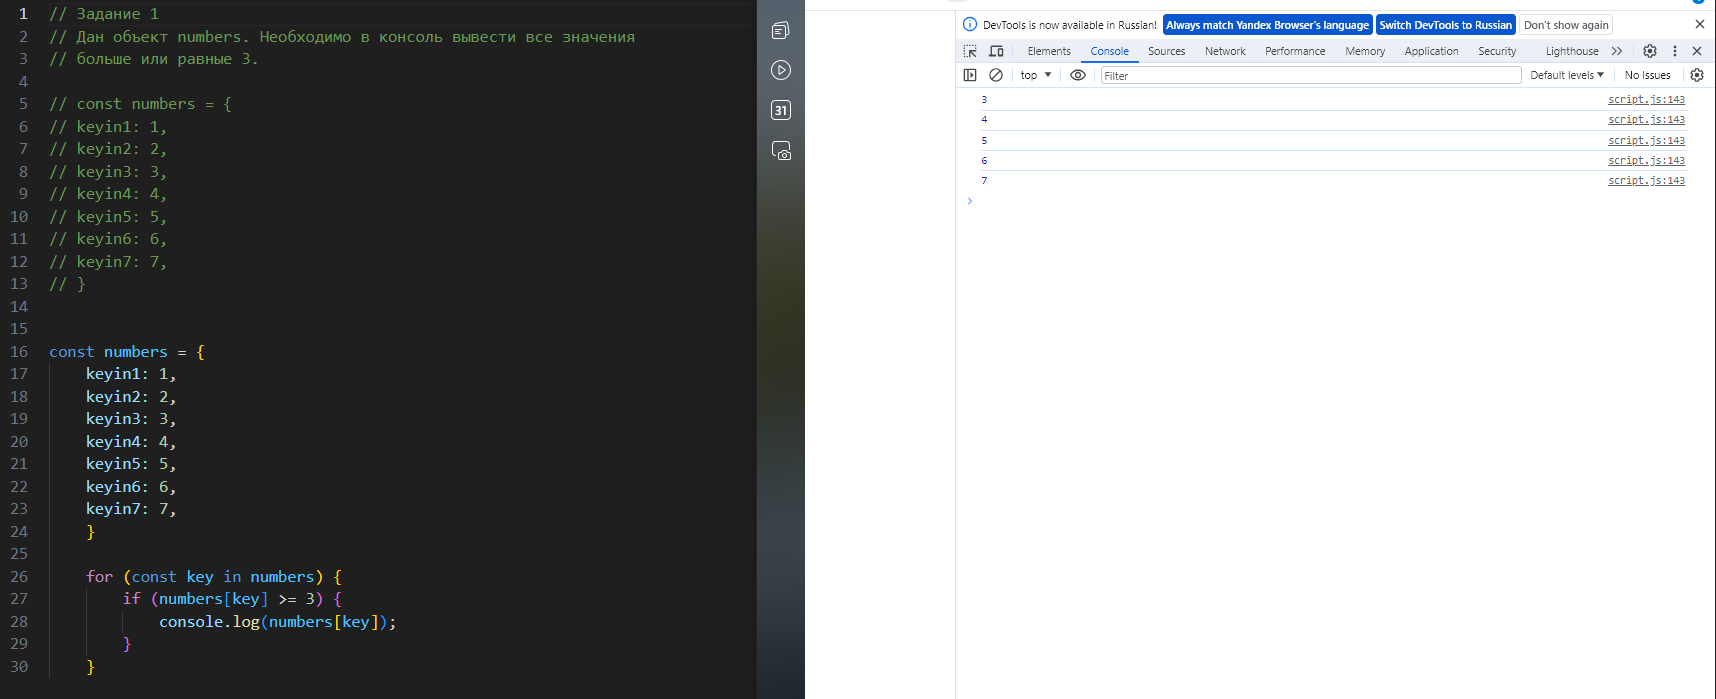 1 // Задание 1
2 // Дан объект numbers. Необходимо в консоль вывести все значения
3 // больше или равные 3.
4
5 // const numbers = {
6 // keyin1: 1,
7 // keyin2: 2,
8 // keyin3: 3,
9 // keyin4: 4,
10 // keyin5: 5,
11 // keyin6: 6,
12 // keyin7: 7,
13 // }
14
15
16 const numbers = {
17 keyin1: 1,
18 keyin2: 2,
19 keyin3: 3,
20 keyin4: 4,
21 keyin5: 5,
22 keyin6: 6,
23 keyin7: 7,
24 }
25
26 for (const key in numbers) {
27 if (numbers[key] >= 3) {
28 console.log(numbers[key]);
29 }
30 }
31
DevTools is now available in Russian! Always match Yandex Browser's language Switch DevTools to Russian Don't show again
Elements Console Sources Network Performance Memory Application Security Lighthouse
top Filter Default levels No Issues
3 script.js:143
4 script.js:143
5 script.js:143
6 script.js:143
7 script.js:143